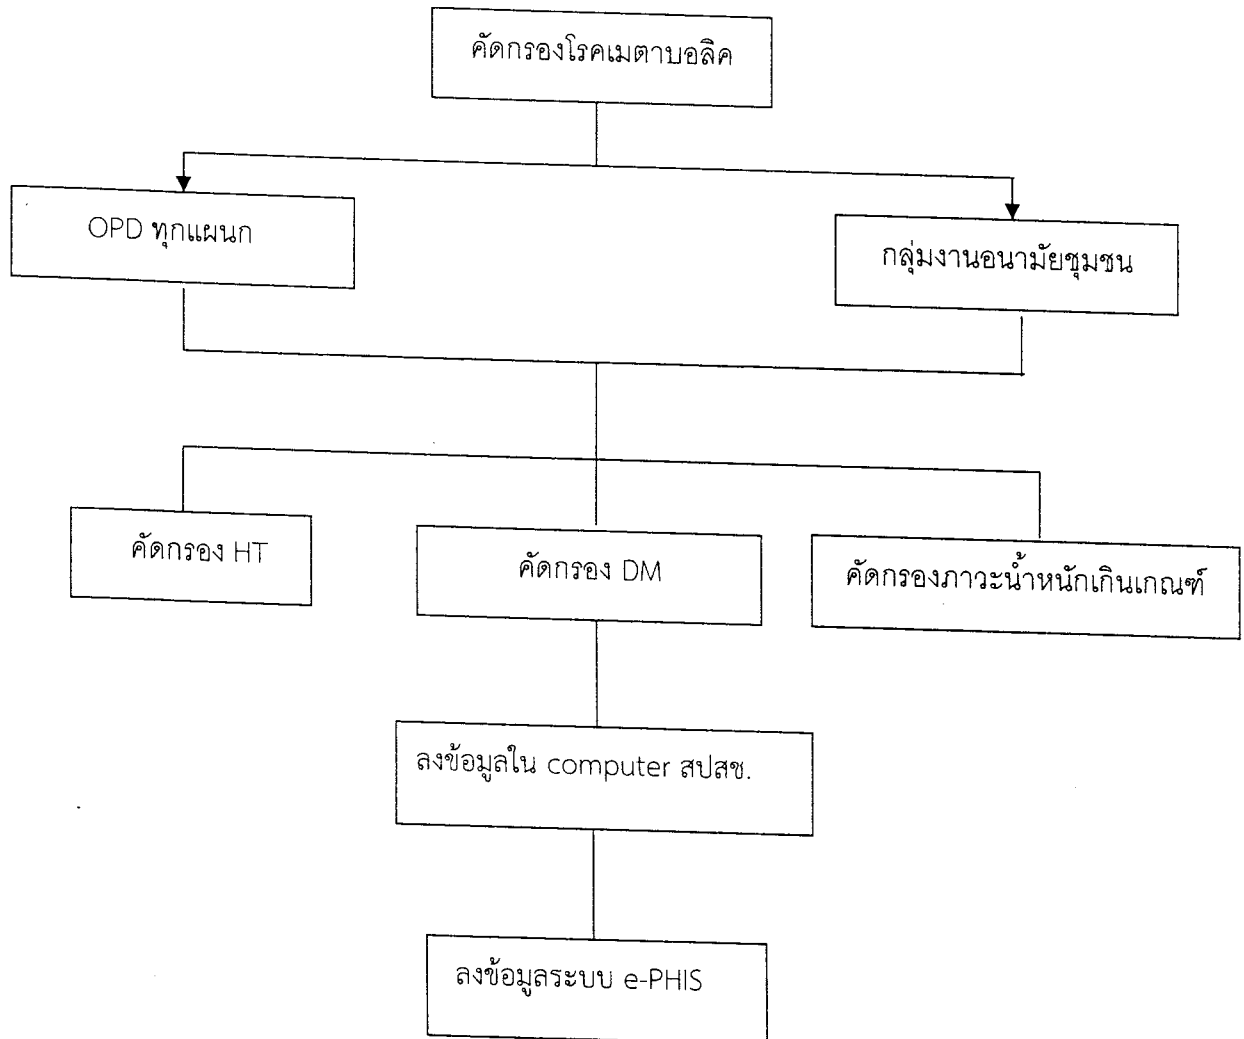 คัดกรองโรคเมตาบอลิค
OPD ทุกแผนก
กลุ่มงานอนามัยชุมชน
คัดกรอง HT
คัดกรอง DM
คัดกรองภาวะน้ำหนักเกินเกณฑ์
ลงข้อมูลใน computer สปสช.
ลงข้อมูลระบบ e-PHIS